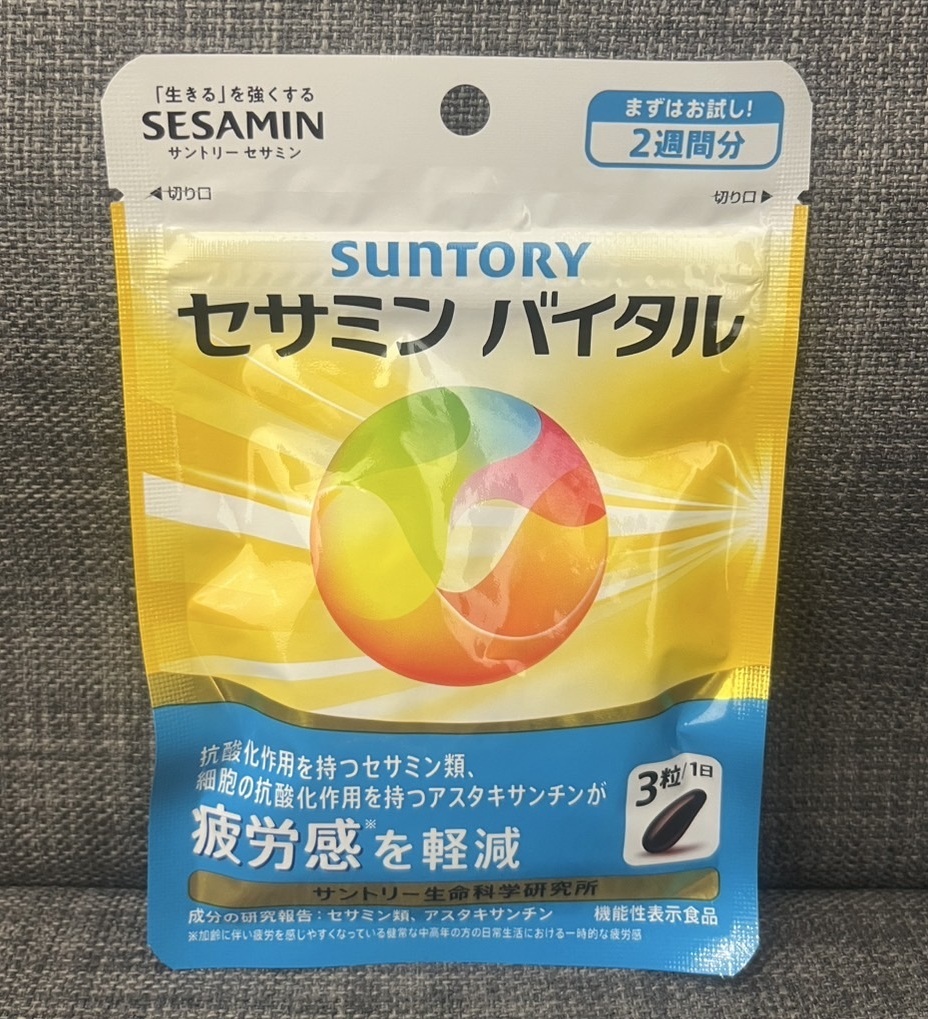 「生きる」を強くする
SESAMIN
サントリー セサミン
まずはお試し!
2週間分
◀切り口
切り口▶
SUNTORY
セサミン バイタル
抗酸化作用を持つセサミン類、
細胞の抗酸化作用を持つアスタキサンチンが
疲労感※を軽減
3粒/1日
サントリー生命科学研究所
成分の研究報告:セサミン類、アスタキサンチン
機能性表示食品
※加齢に伴い疲労を感じやすくなっている健常な中高年の方の日常生活における一時的な疲労感